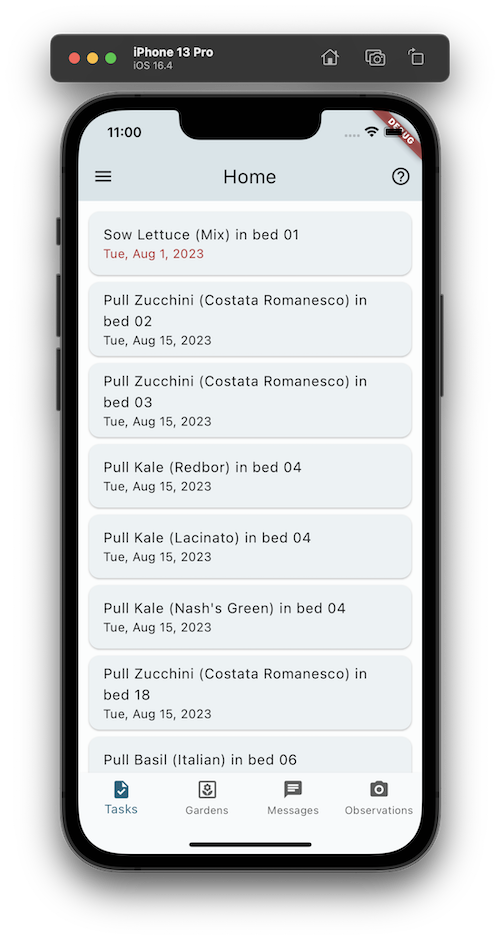 iPhone 13 Pro
iOS 16.4
11:00
DEBUG
Home
Sow Lettuce (Mix) in bed 01
Tue, Aug 1, 2023
Pull Zucchini (Costata Romanesco) in
bed 02
Tue, Aug 15, 2023
Pull Zucchini (Costata Romanesco) in
bed 03
Tue, Aug 15, 2023
Pull Kale (Redbor) in bed 04
Tue, Aug 15, 2023
Pull Kale (Lacinato) in bed 04
Tue, Aug 15, 2023
Pull Kale (Nash's Green) in bed 04
Tue, Aug 15, 2023
Pull Zucchini (Costata Romanesco) in
bed 18
Tue, Aug 15, 2023
Pull Basil (Italian) in bed 06
Tasks
Gardens
Messages
Observations